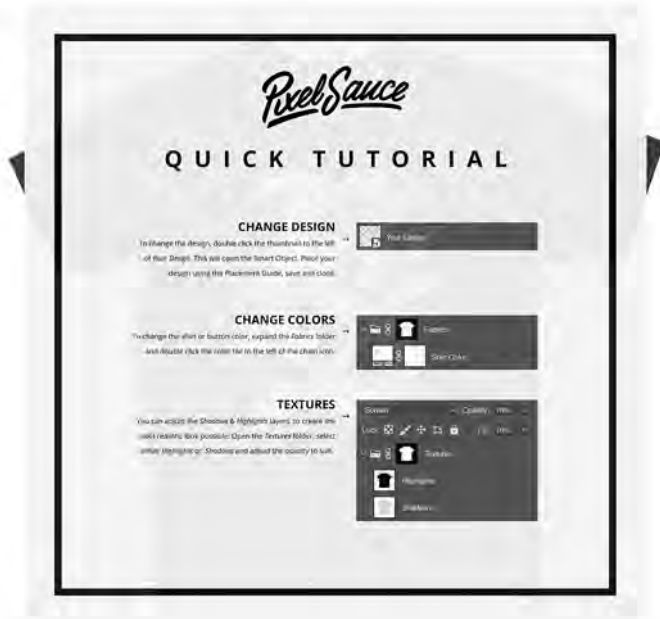 PixelSauce
QUICK TUTORIAL
CHANGE DESIGN
To change the design, double click the thumbnail to the left
of Your Design. This will open the Smart Object. Place your
design using the Placement Guide, save and close.
Your Design
CHANGE COLORS
To change the shirt or button color, expand the Fabrics folder
and double click the color tile to the left of the chain icon.
Fabrics
Shirt Color
TEXTURES
You can adjust the Shadows & Highlights layers, to create the
most realistic look possible. Open the Textures folder, select
either Highlights or Shadows and adjust the opacity to suit.
Screen
Opacity:
Lock:
Textures
Highlights
Shadows